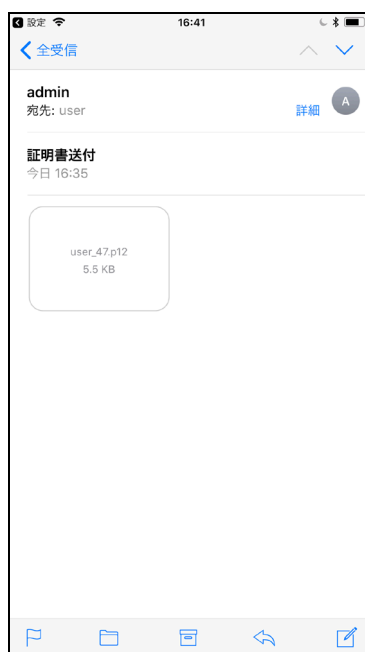 設定 16:41
全受信
admin
宛先: user 詳細 A
証明書送付
今日 16:35
user_47.p12
5.5 KB